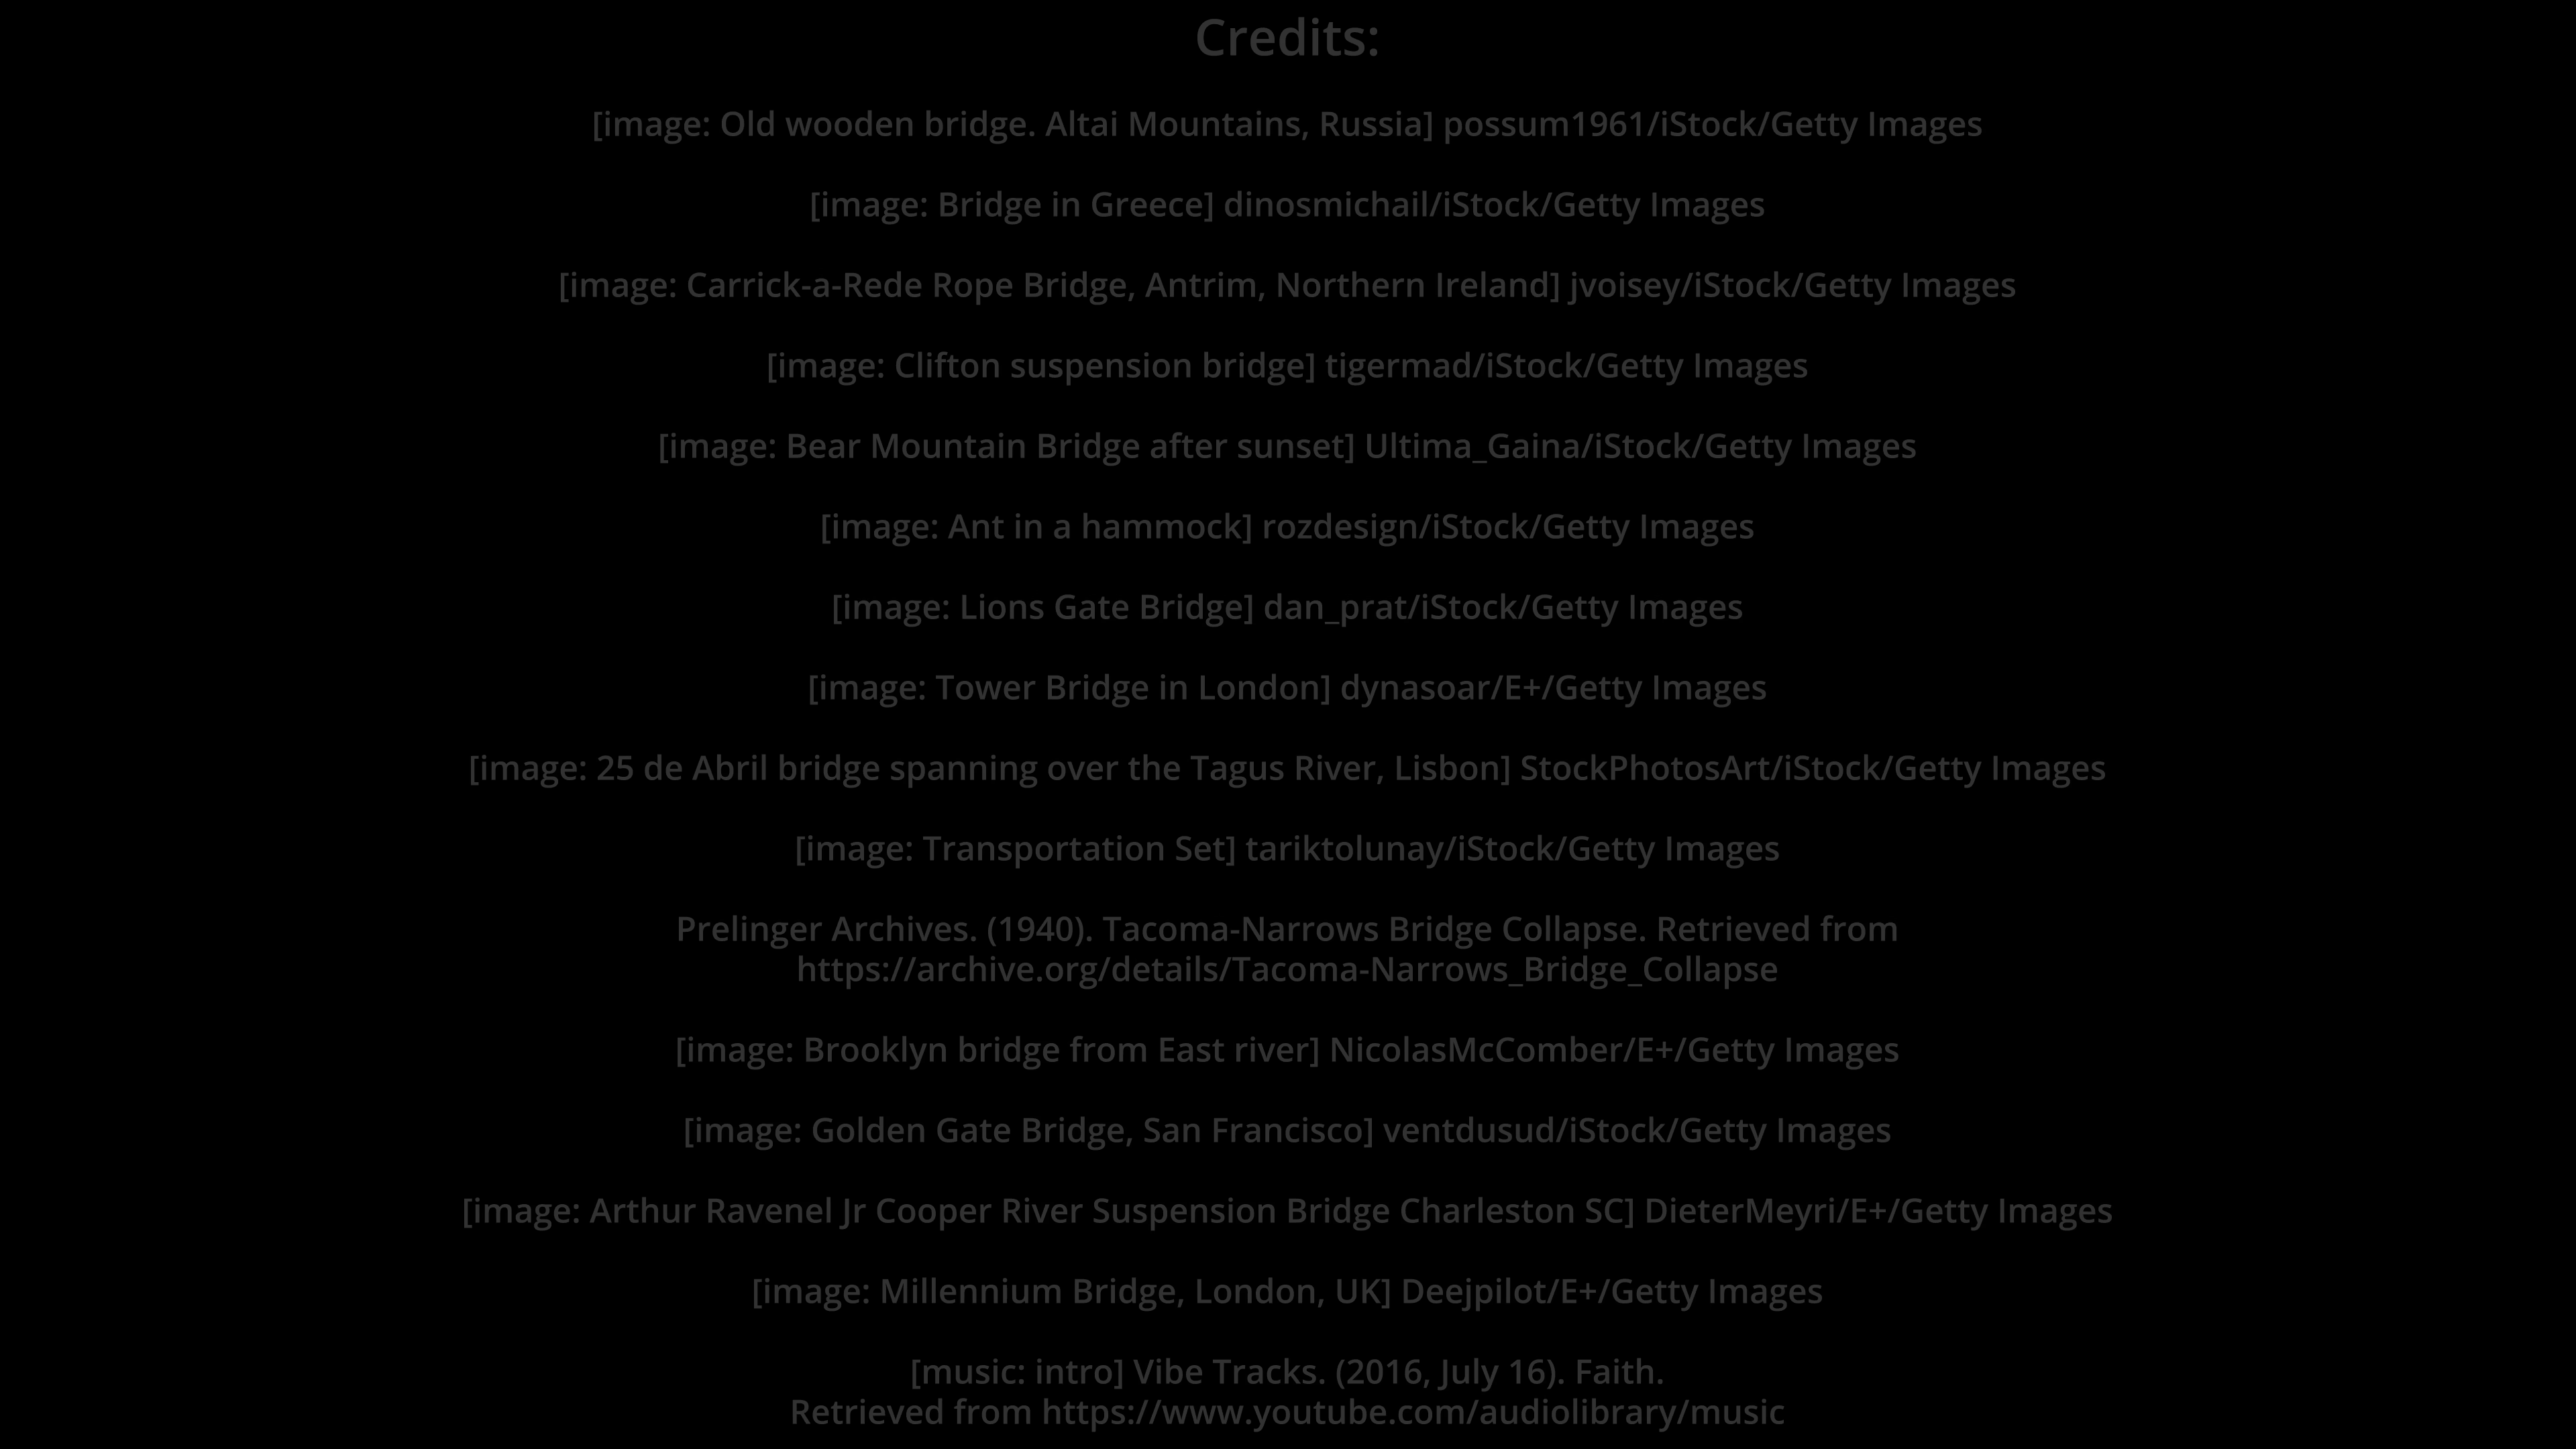 Credits:
[image: Old wooden bridge. Altai Mountains, Russia] possum1961/iStock/Getty Images
[image: Bridge in Greece] dinosmichail/iStock/Getty Images
[image: Carrick-a-Rede Rope Bridge, Antrim, Northern Ireland] jvoisey/iStock/Getty Images
[image: Clifton suspension bridge] tigermad/iStock/Getty Images
[image: Bear Mountain Bridge after sunset] Ultima_Gaina/iStock/Getty Images
[image: Ant in a hammock] rozdesign/iStock/Getty Images
[image: Lions Gate Bridge] dan_prat/iStock/Getty Images
[image: Tower Bridge in London] dynasoar/E+/Getty Images
[image: 25 de Abril bridge spanning over the Tagus River, Lisbon] StockPhotosArt/iStock/Getty Images
[image: Transportation Set] tariktolunay/iStock/Getty Images
Prelinger Archives. (1940). Tacoma-Narrows Bridge Collapse. Retrieved from
https://archive.org/details/Tacoma-Narrows_Bridge_Collapse
[image: Brooklyn bridge from East river] NicolasMcComber/E+/Getty Images
[image: Golden Gate Bridge, San Francisco] ventdusud/iStock/Getty Images
[image: Arthur Ravenel Jr Cooper River Suspension Bridge Charleston SC] DieterMeyri/E+/Getty Images
[image: Millennium Bridge, London, UK] Deejpilot/E+/Getty Images
[music: intro] Vibe Tracks. (2016, July 16). Faith.
Retrieved from https://www.youtube.com/audiolibrary/music